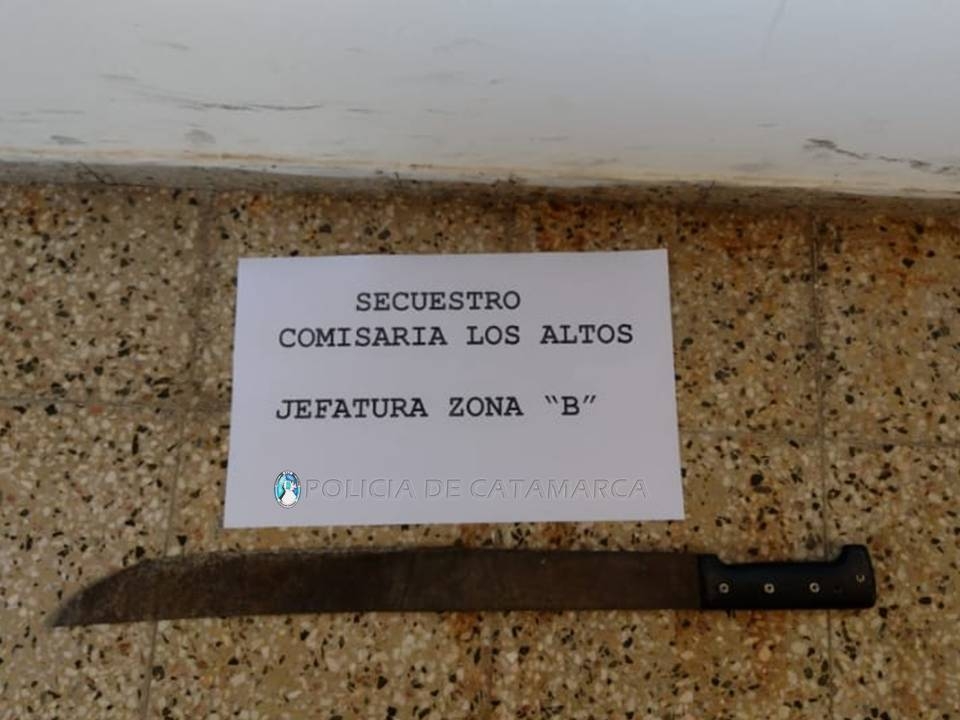 SECUESTRO
COMISARIA LOS ALTOS
JEFATURA ZONA “B”
POLICIA DE CATAMARCA